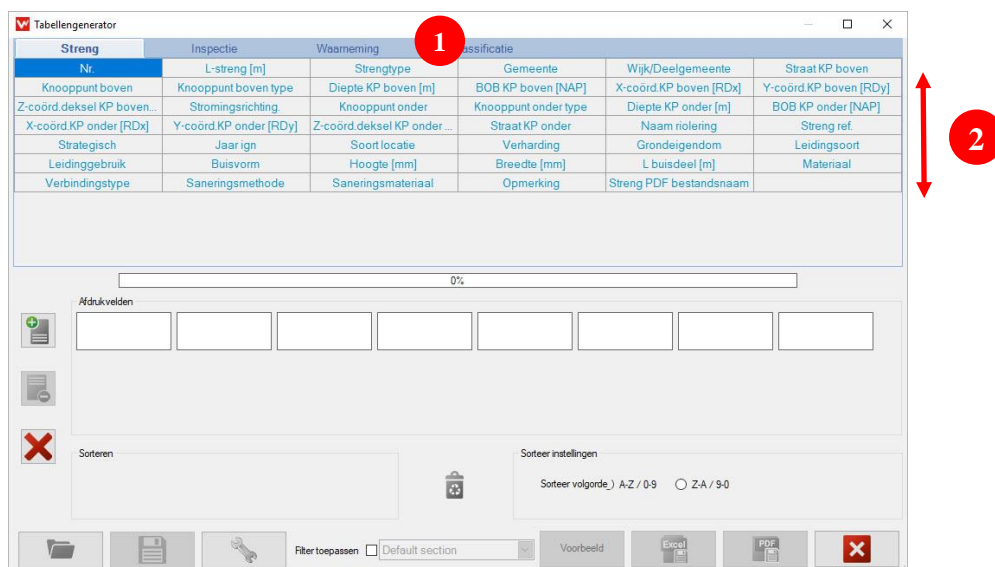 Tabellengenerator
1
Streng Inspectie Waarneming assificatie
Nr. L-streng [m] Strengtype Gemeente Wijk/Deelgemeente Straat KP boven
Knooppunt boven Knooppunt boven type Diepte KP boven [m] BOB KP boven [NAP] X-coörd.KP boven [RDx] Y-coörd.KP boven [RDy]
Z-coörd.deksel KP boven... Stromingsrichting. Knooppunt onder Knooppunt onder type Diepte KP onder [m] BOB KP onder [NAP]
X-coörd.KP onder [RDx] Y-coörd.KP onder [RDy] Z-coörd.deksel KP onder ... Straat KP onder Naam riolering Streng ref.
2
Strategisch Jaar ign Soort locatie Verharding Grondeigendom Leidingsoort
Leidinggebruik Buisvorm Hoogte [mm] Breedte [mm] L buisdeel [m] Materiaal
Verbindingstype Saneringsmethode Saneringsmateriaal Opmerking Streng PDF bestandsnaam
0%
Afdrukvelden
Sorteren Sorteer instellingen
Sorteer volgorde ) A-Z / 0-9 Z-A / 9-0
Filter toepassen Default section Voorbeeld Excel PDF